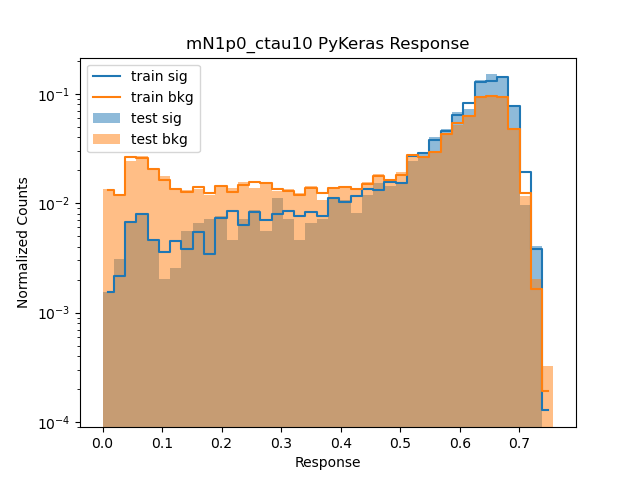 mN1p0_ctau10 PyKeras Response
train sig
train bkg
test sig
test bkg
Normalized Counts
10⁻¹
10⁻²
10⁻³
10⁻⁴
0.0 0.1 0.2 0.3 0.4 0.5 0.6 0.7
Response